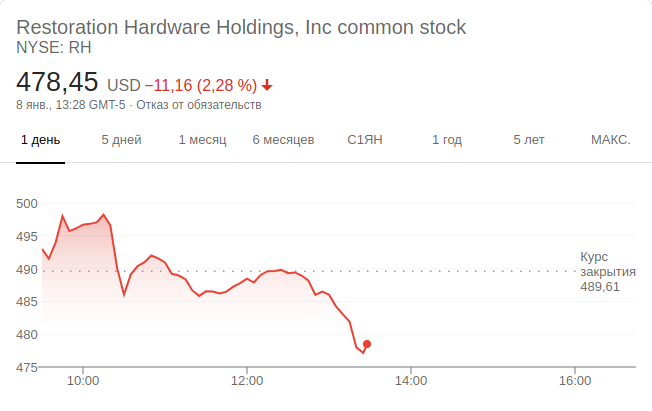 Restoration Hardware Holdings, Inc common stock
NYSE: RH
478,45 USD −11,16 (2,28 %)
8 янв., 13:28 GMT-5 · Отказ от обязательств
1 день 5 дней 1 месяц 6 месяцев С1ЯН 1 год 5 лет МАКС.
500
495
490
485
480
475
Курс
закрытия
489,61
10:00 12:00 14:00 16:00